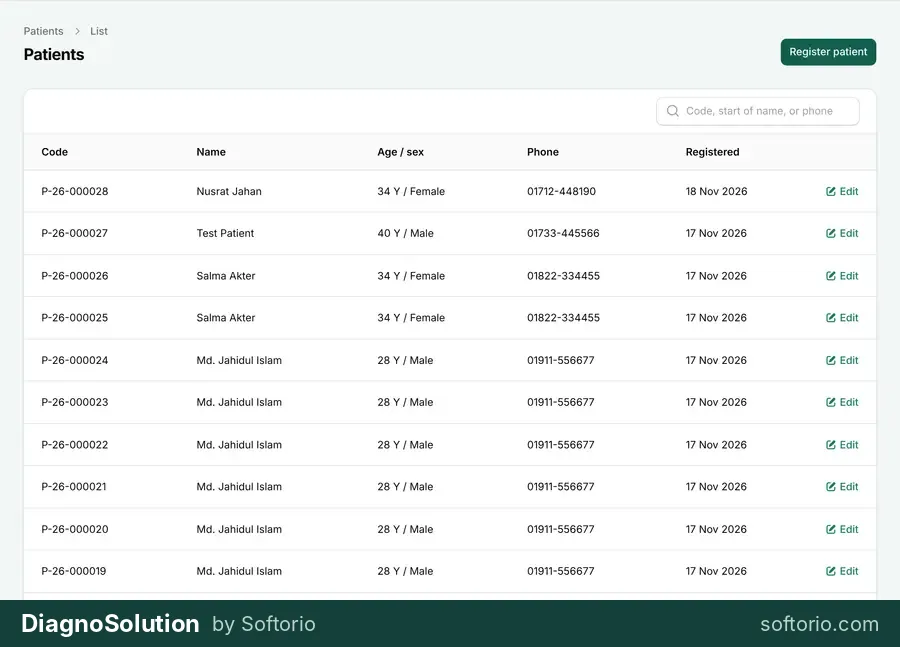 Patients > List
Patients
Register patient
Code, start of name, or phone
Code Name Age / sex Phone Registered
P-26-000028 Nusrat Jahan 34 Y / Female 01712-448190 18 Nov 2026 Edit
P-26-000027 Test Patient 40 Y / Male 01733-445566 17 Nov 2026 Edit
P-26-000026 Salma Akter 34 Y / Female 01822-334455 17 Nov 2026 Edit
P-26-000025 Salma Akter 34 Y / Female 01822-334455 17 Nov 2026 Edit
P-26-000024 Md. Jahidul Islam 28 Y / Male 01911-556677 17 Nov 2026 Edit
P-26-000023 Md. Jahidul Islam 28 Y / Male 01911-556677 17 Nov 2026 Edit
P-26-000022 Md. Jahidul Islam 28 Y / Male 01911-556677 17 Nov 2026 Edit
P-26-000021 Md. Jahidul Islam 28 Y / Male 01911-556677 17 Nov 2026 Edit
P-26-000020 Md. Jahidul Islam 28 Y / Male 01911-556677 17 Nov 2026 Edit
P-26-000019 Md. Jahidul Islam 28 Y / Male 01911-556677 17 Nov 2026 Edit
DiagnoSolution by Softorio softorio.com